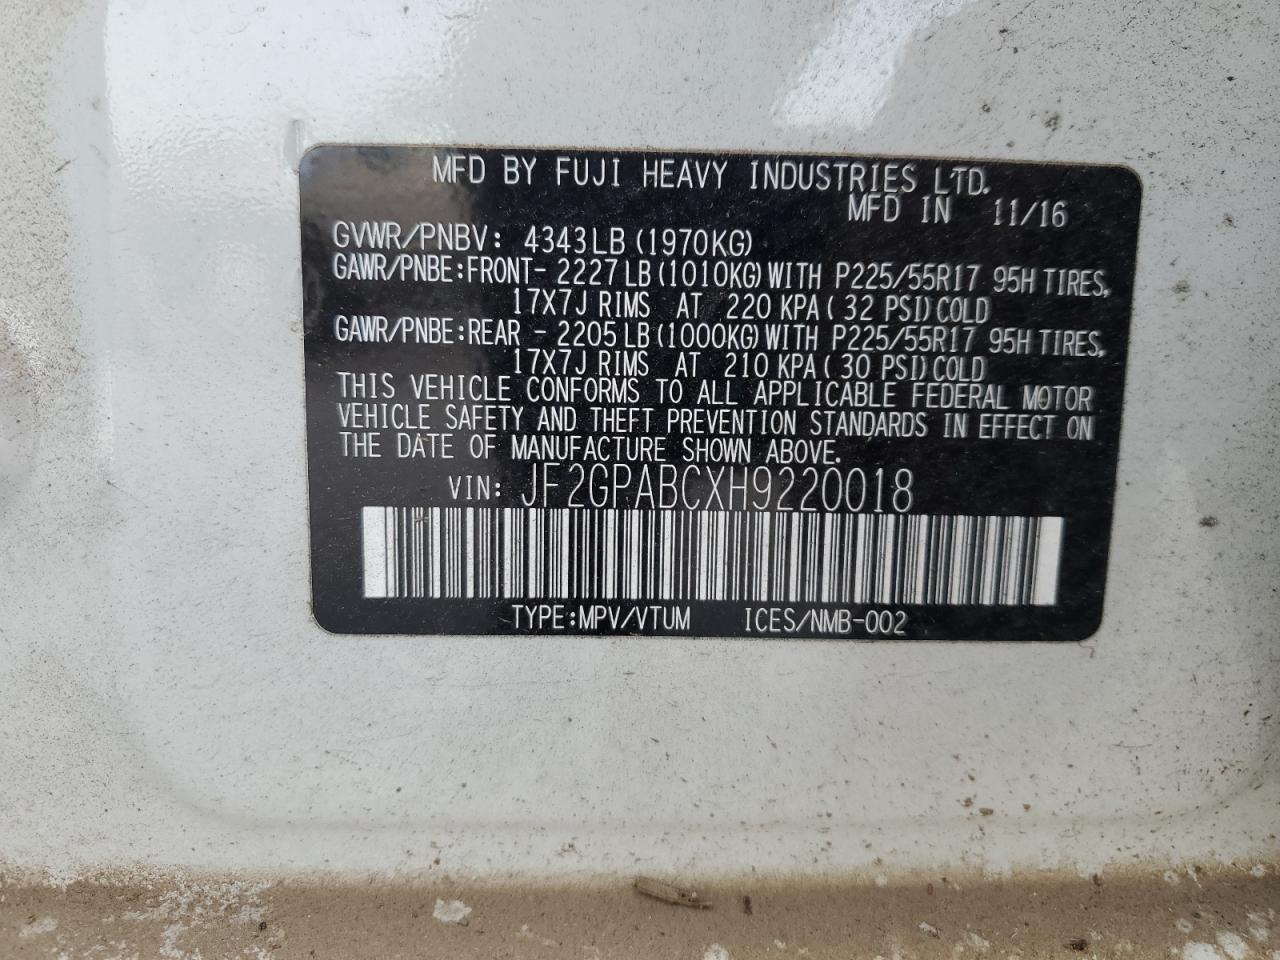 MFD BY FUJI HEAVY INDUSTRIES LTD.
MFD IN 11/16
GVWR/PNBV: 4343LB (1970KG)
GAWR/PNBE:FRONT- 2227LB(1010KG)WITH P225/55R17 95H TIRES,
17X7J RIMS AT 220 KPA( 32 PSI)COLD
GAWR/PNBE:REAR - 2205LB(1000KG)WITH P225/55R17 95H TIRES,
17X7J RIMS AT 210 KPA( 30 PSI)COLD
THIS VEHICLE CONFORMS TO ALL APPLICABLE FEDERAL MOTOR
VEHICLE SAFETY AND THEFT PREVENTION STANDARDS IN EFFECT ON
THE DATE OF MANUFACTURE SHOWN ABOVE.
VIN: JF2GPABCXH9220018
TYPE:MPV/VTUM ICES/NMB-002